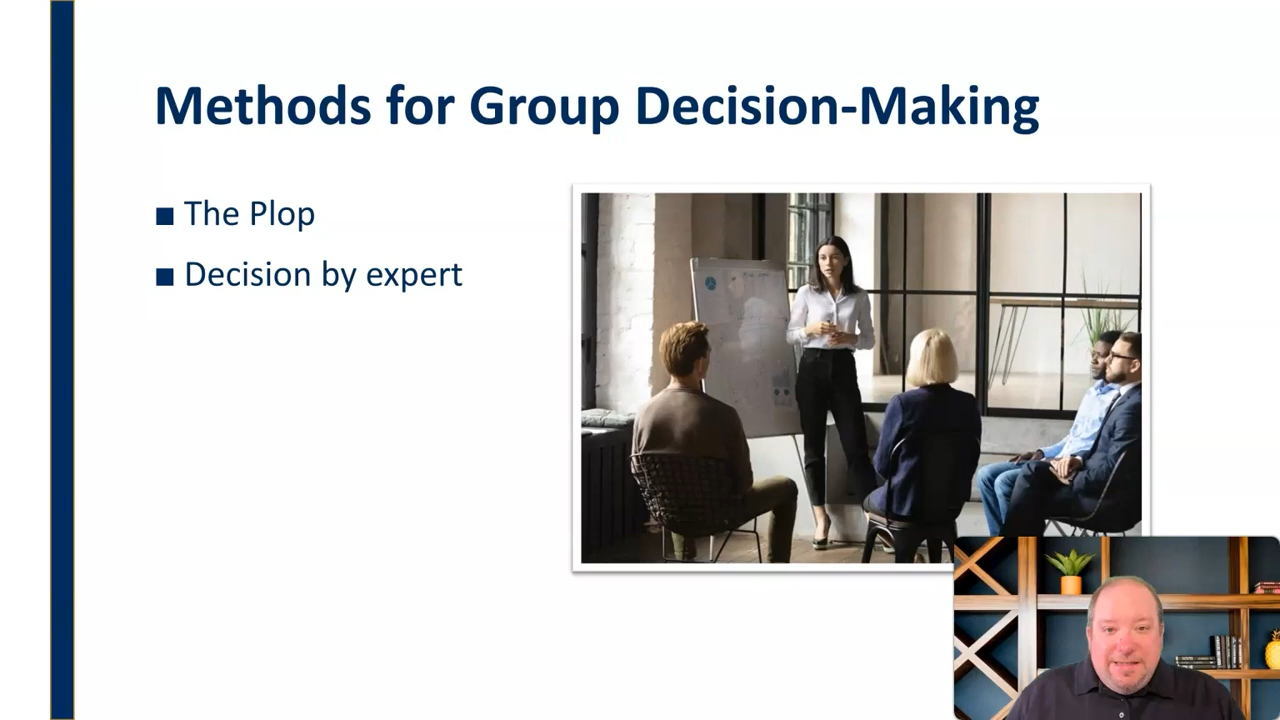 Methods for Group Decision-Making
■ The Plop
■ Decision by expert